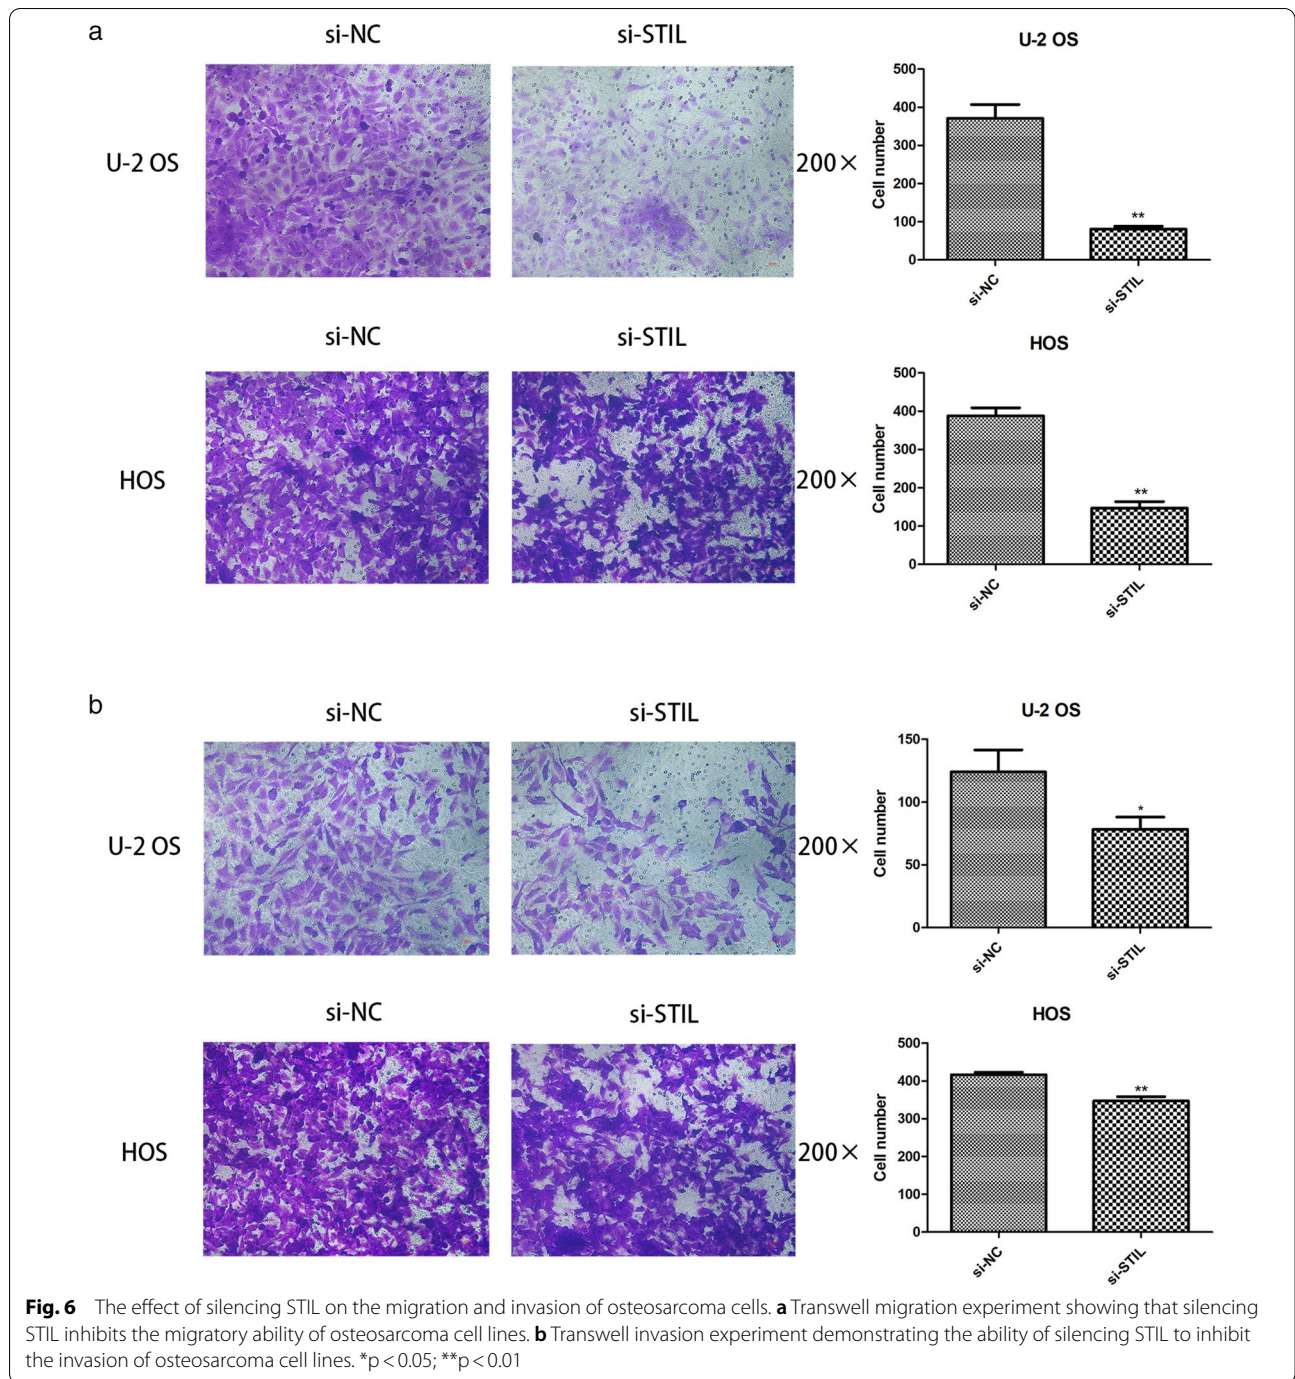 a
si-NC
si-STIL
U-2 OS
200×
U-2 OS
Cell number
500
400
300
200
100
0
**
si-NC
si-STIL
si-NC
si-STIL
HOS
200×
HOS
Cell number
500
400
300
200
100
0
**
si-NC
si-STIL
b
si-NC
si-STIL
U-2 OS
200×
U-2 OS
Cell number
150
100
50
0
*
si-NC
si-STIL
si-NC
si-STIL
HOS
200×
HOS
Cell number
500
400
300
200
100
0
**
si-NC
si-STIL
Fig. 6 The effect of silencing STIL on the migration and invasion of osteosarcoma cells. a Transwell migration experiment showing that silencing
STIL inhibits the migratory ability of osteosarcoma cell lines. b Transwell invasion experiment demonstrating the ability of silencing STIL to inhibit
the invasion of osteosarcoma cell lines. *p < 0.05; **p < 0.01